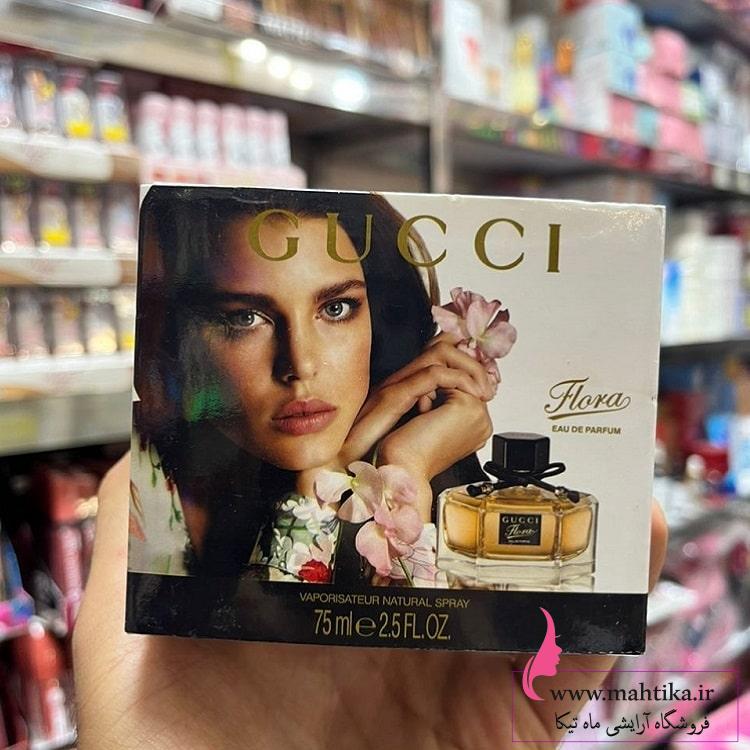 GUCCI
Flora
EAU DE PARFUM
GUCCI
Flora
VAPORISATEUR NATURAL SPRAY
75 ml e 2.5 FL.OZ.
www.mahtika.ir
فروشگاه آرایشی ماه تیکا